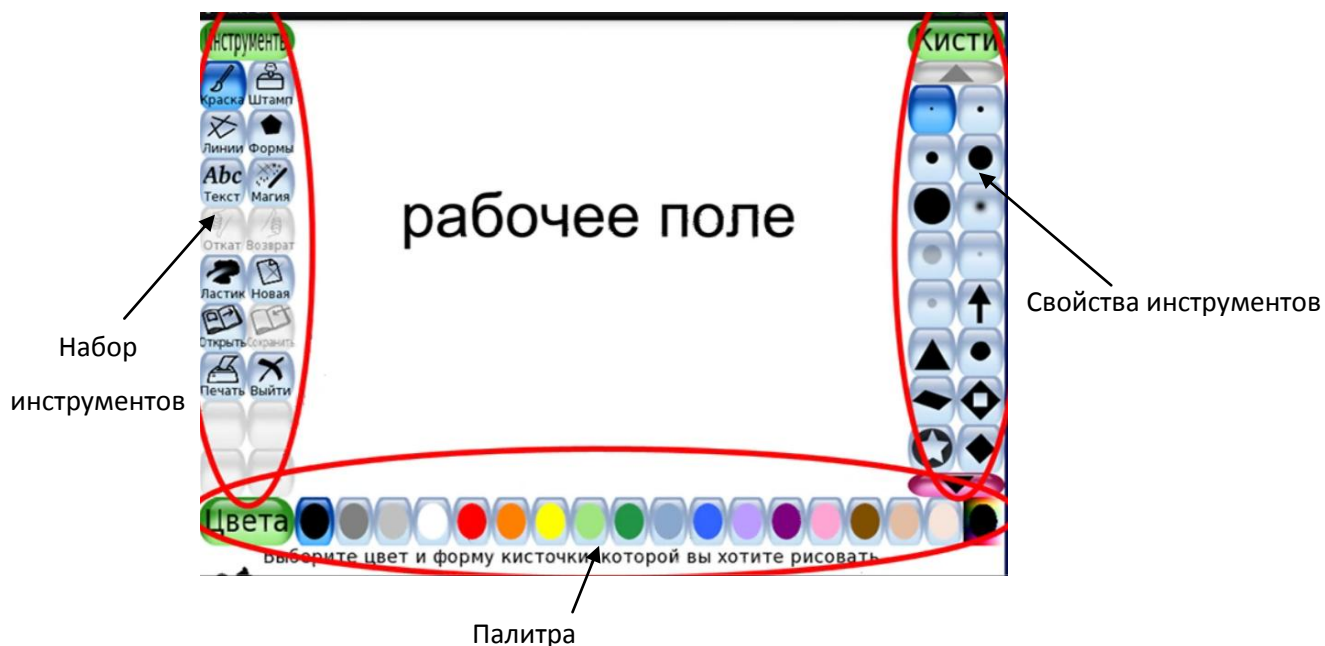 Инструменты
Кисти
Краска Штамп
Линии Формы
Abc
Текст Магия
Откат Возврат
Ластик Новая
Открыть Сохранить
Печать Выйти
рабочее поле
Набор
инструментов
Свойства инструментов
Цвета
Выберите цвет и форму кисточки, которой вы хотите рисовать.
Палитра